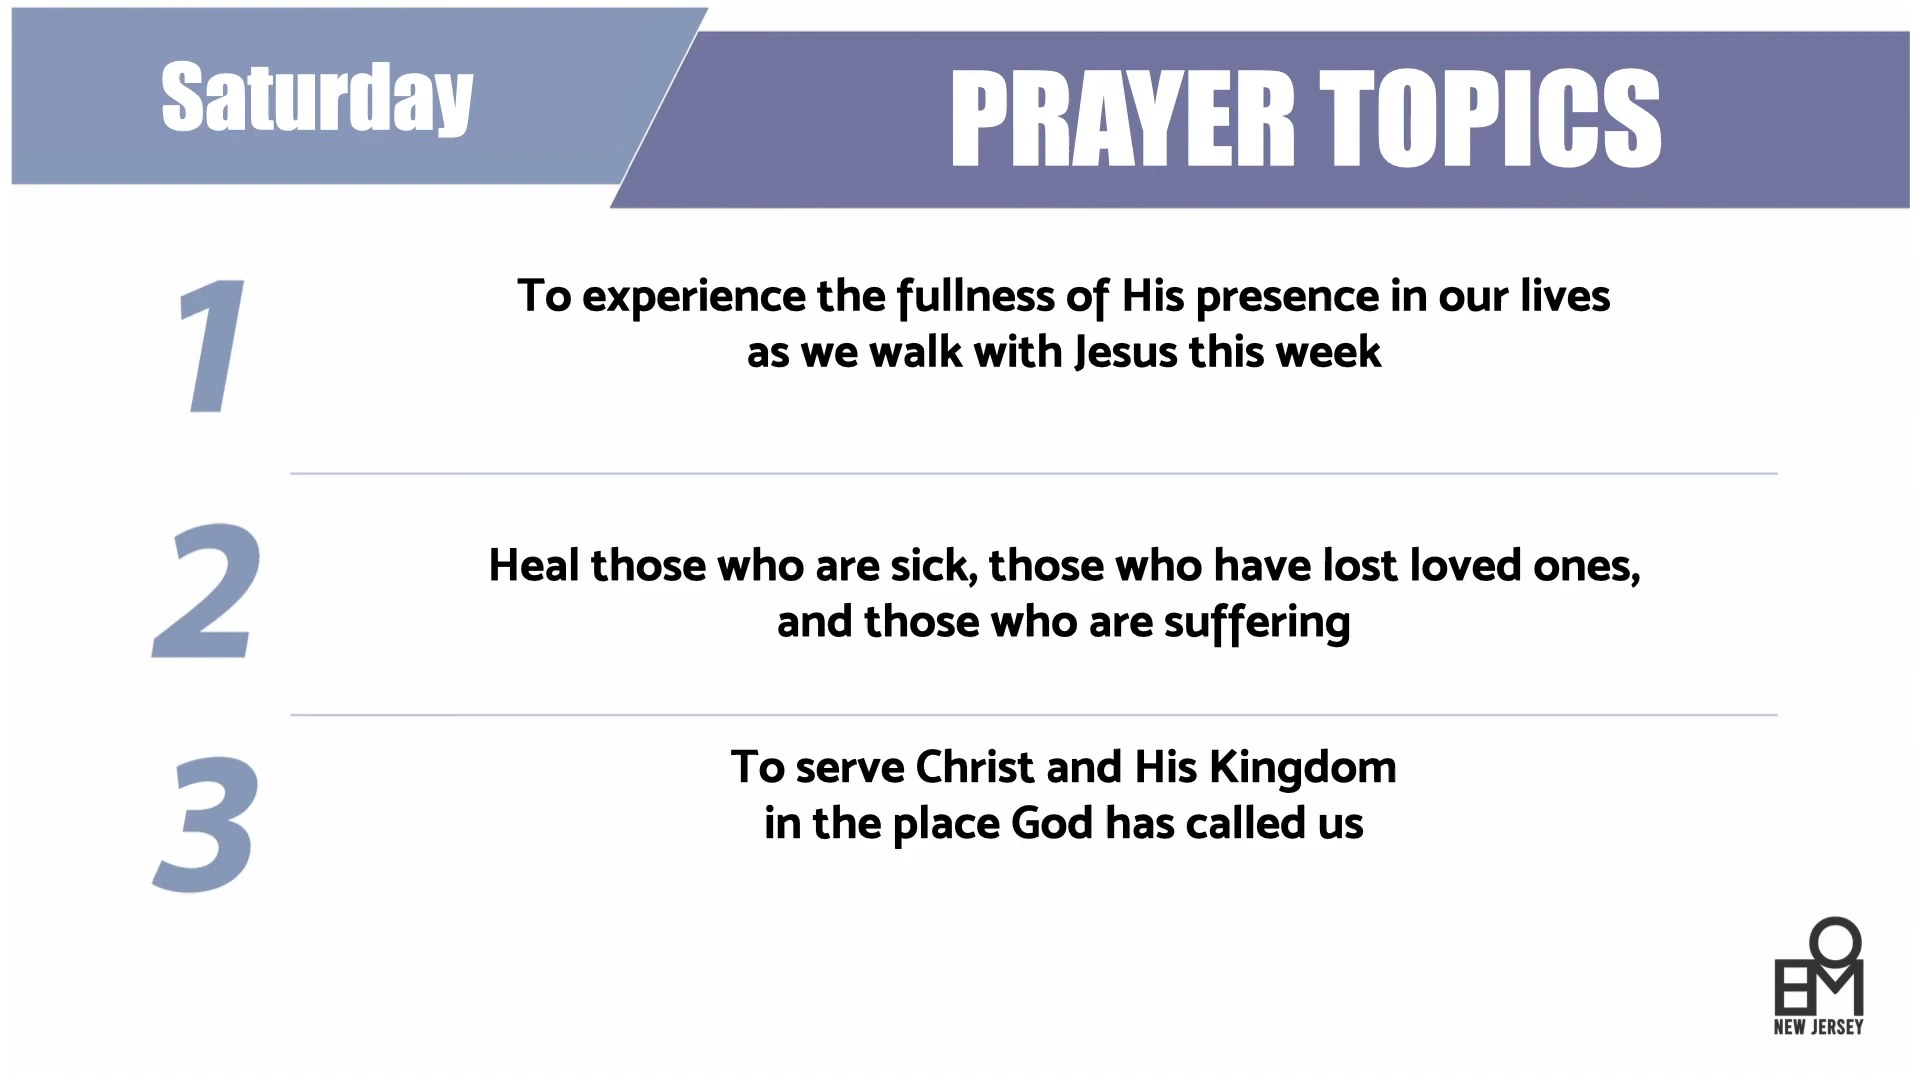 Saturday
PRAYER TOPICS
1
To experience the fullness of His presence in our lives
as we walk with Jesus this week
2
Heal those who are sick, those who have lost loved ones,
and those who are suffering
3
To serve Christ and His Kingdom
in the place God has called us
EMO
NEW JERSEY